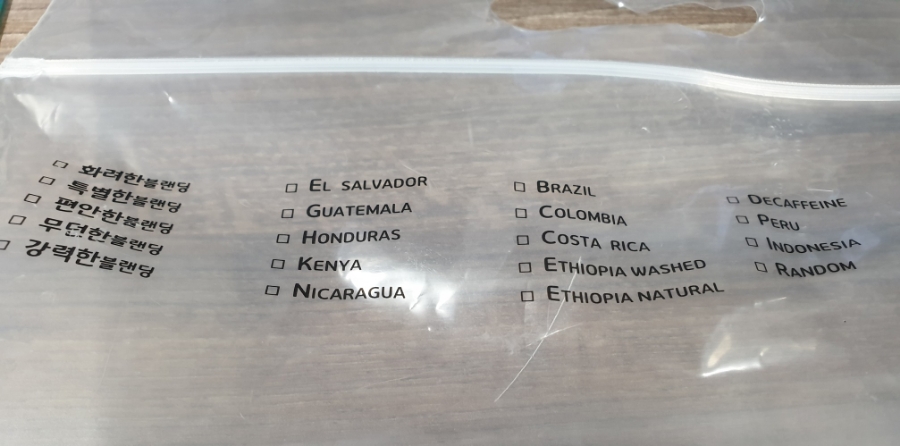 □ 화려한블랜딩
□ 특별한블랜딩
□ 편안한블랜딩
□ 무던한블랜딩
□ 강력한블랜딩
□ EL SALVADOR
□ GUATEMALA
□ HONDURAS
□ KENYA
□ NICARAGUA
□ BRAZIL
□ COLOMBIA
□ COSTA RICA
□ ETHIOPIA WASHED
□ ETHIOPIA NATURAL
□ DECAFFEINE
□ PERU
□ INDONESIA
□ RANDOM